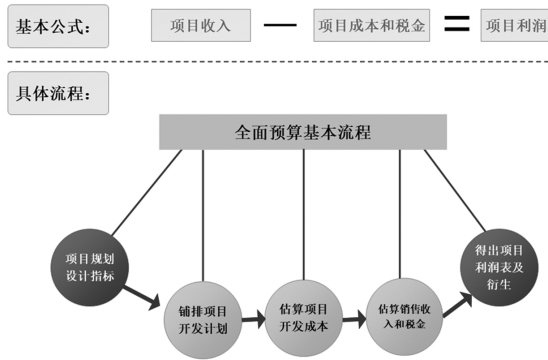 基本公式：
项目收入
项目成本和税金
项目利润
具体流程：
全面预算基本流程
项目规划
设计指标
铺排项目
开发计划
估算项目
开发成本
估算销售收
入和税金
得出项目
利润表及
衍生